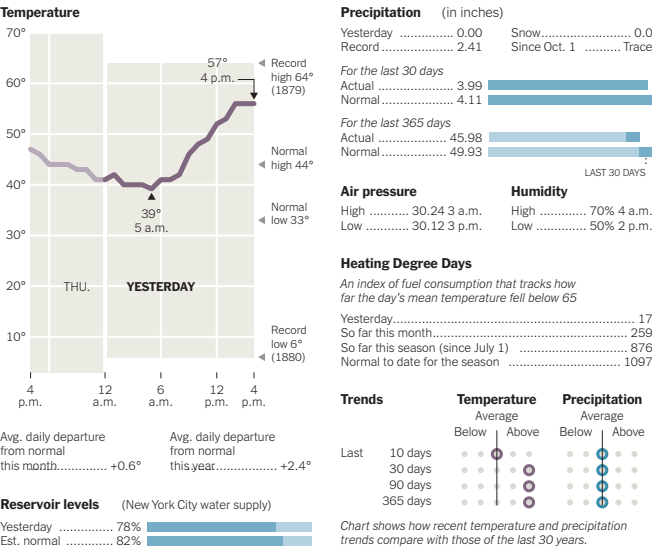 Temperature
70°
60°
50°
40°
30°
20°
10°
57°
4 p.m.
39°
5 a.m.
THU.
YESTERDAY
Record
high 64°
(1879)
Normal
high 44°
Normal
low 33°
Record
low 6°
(1880)
4 p.m.
12 a.m.
6 a.m.
12 p.m.
4 p.m.
Avg. daily departure
from normal
this month.............. +0.6°
Avg. daily departure
from normal
this year................. +2.4°
Reservoir levels (New York City water supply)
Yesterday .............. 78%
Est. normal ........... 82%
Precipitation (in inches)
Yesterday .............. 0.00
Record.................... 2.41
Snow......................... 0.0
Since Oct. 1 .......... Trace
For the last 30 days
Actual ..................... 3.99
Normal.................... 4.11
For the last 365 days
Actual ................... 45.98
Normal.................. 49.93
LAST 30 DAYS
Air pressure
High ............ 30.24 3 a.m.
Low ............. 30.12 3 p.m.
Humidity
High .............. 70% 4 a.m.
Low ............... 50% 2 p.m.
Heating Degree Days
An index of fuel consumption that tracks how
far the day's mean temperature fell below 65
Yesterday................................................. 17
So far this month.................................... 259
So far this season (since July 1) ............. 876
Normal to date for the season ............... 1097
Trends
Temperature
Average
Below Above
Precipitation
Average
Below Above
Last 10 days
30 days
90 days
365 days
Chart shows how recent temperature and precipitation
trends compare with those of the last 30 years.